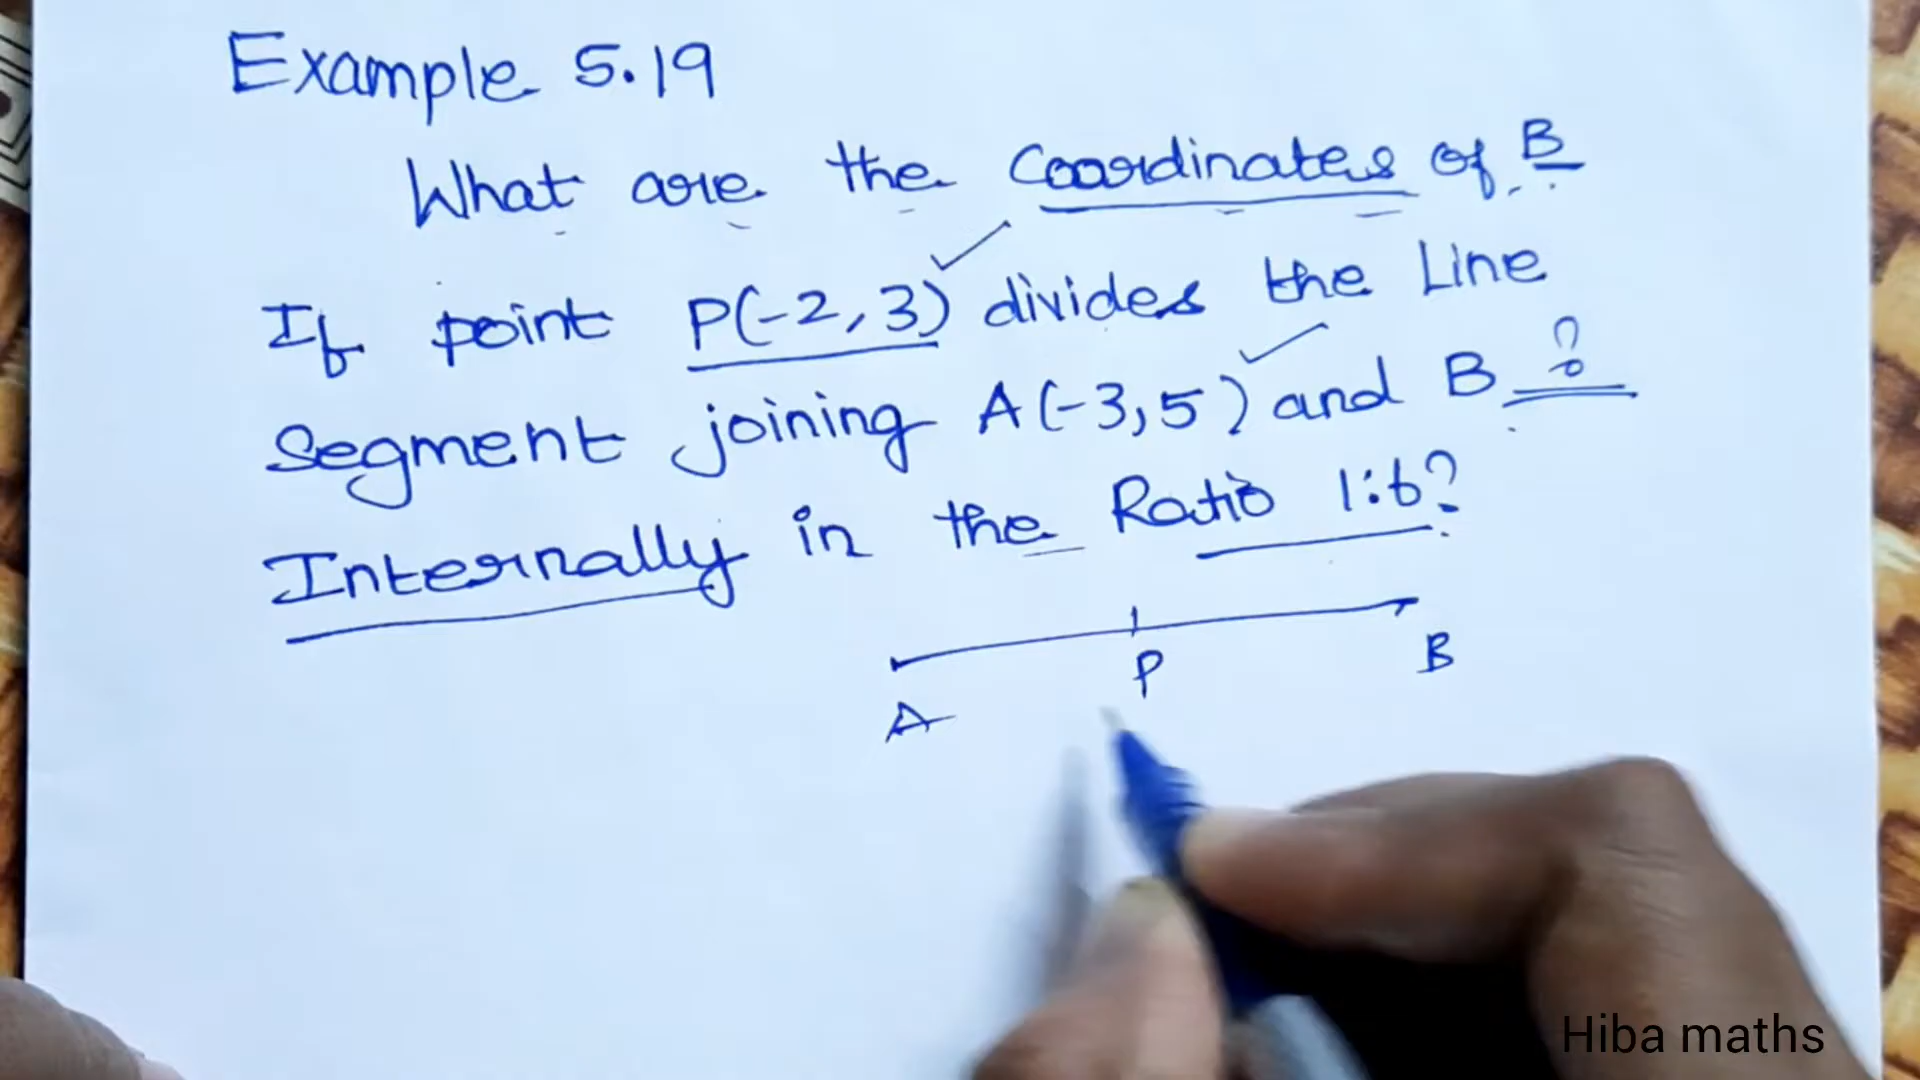 Example 5.19
What are the Coordinates of B
If point P(-2,3) divides the Line
Segment joining A(-3,5) and B ?
Internally in the Ratio 1:6?
A P B
Hiba maths